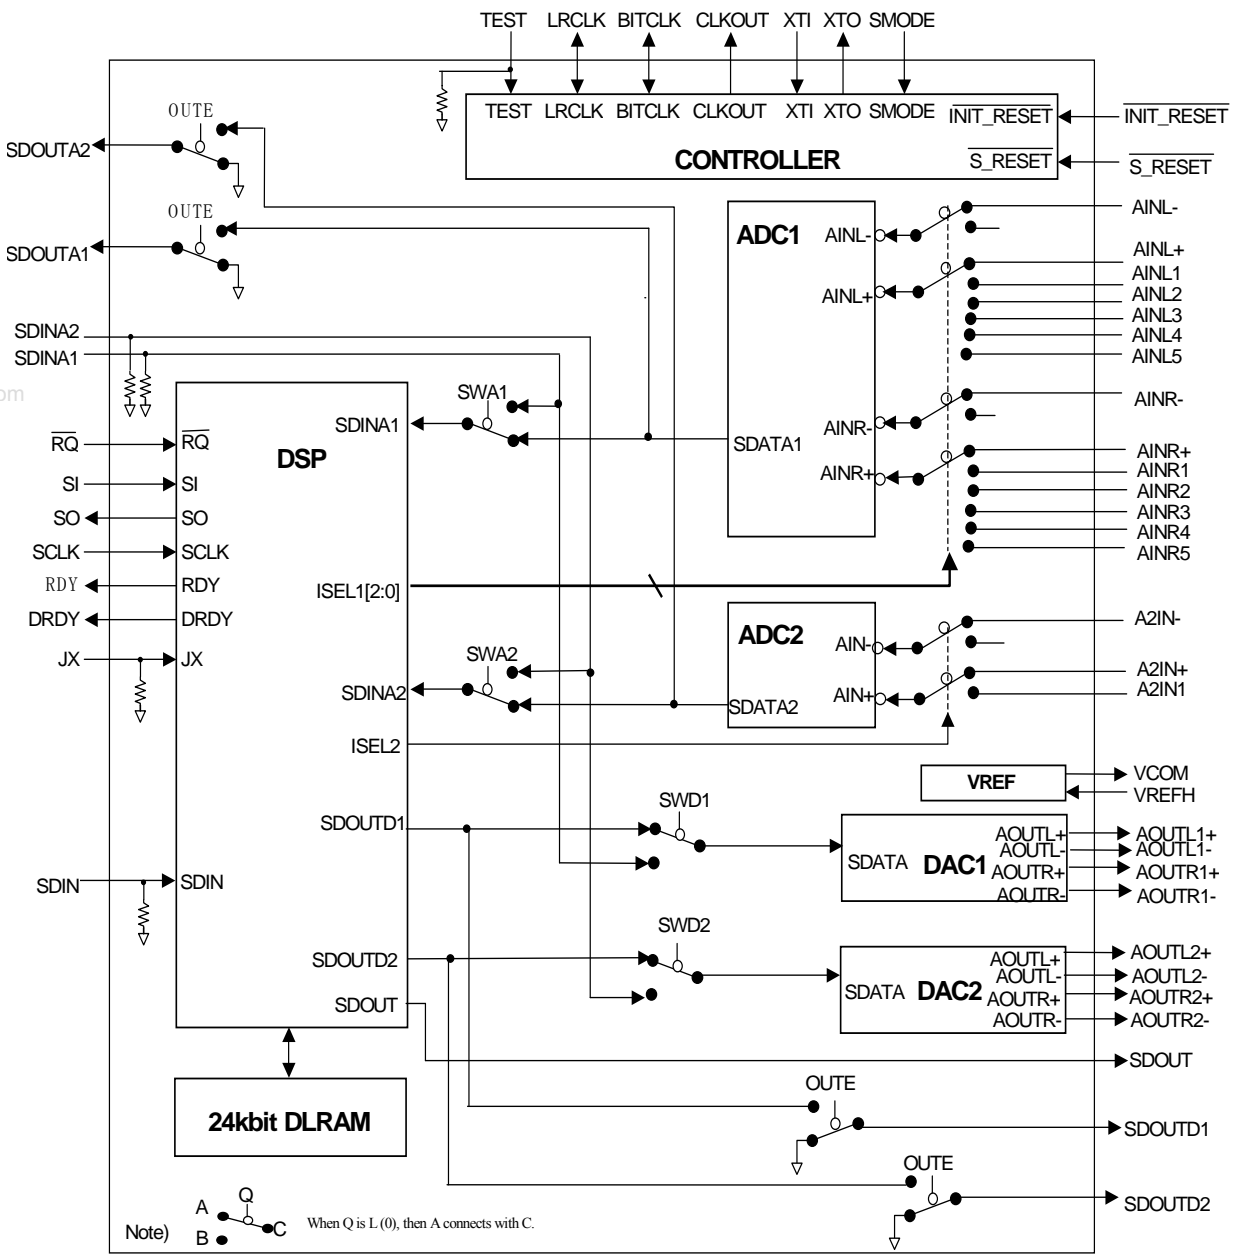 TEST LRCLK BITCLK CLKOUT XTI XTO SMODE
TEST LRCLK BITCLK CLKOUT XTI XTO SMODE
INIT_RESET
INIT_RESET
CONTROLLER
S_RESET
S_RESET
OUTE
SDOUTA2
OUTE
SDOUTA1
SDINA2
SDINA1
om
ADC1
AINL-
AINL+
AINR-
AINR+
SDATA1
AINL-
AINL+
AINL1
AINL2
AINL3
AINL4
AINL5
AINR-
AINR+
AINR1
AINR2
AINR3
AINR4
AINR5
SWA1
SDINA1
DSP
RQ
RQ
SI
SI
SO
SO
SCLK
SCLK
RDY
RDY
DRDY
DRDY
JX
JX
ISEL1[2:0]
SWA2
SDINA2
ISEL2
ADC2
AIN-
AIN+
SDATA2
A2IN-
A2IN+
A2IN1
VREF
VCOM
VREFH
SDOUTD1
SWD1
SDATA
DAC1
AOUTL+
AOUTL-
AOUTR+
AOUTR-
AOUTL1+
AOUTL1-
AOUTR1+
AOUTR1-
SDIN
SDIN
SDOUTD2
SWD2
SDATA
DAC2
AOUTL+
AOUTL-
AOUTR+
AOUTR-
AOUTL2+
AOUTL2-
AOUTR2+
AOUTR2-
SDOUT
SDOUT
24kbit DLRAM
OUTE
SDOUTD1
OUTE
SDOUTD2
Note)
A
Q
B
C
When Q is L (0), then A connects with C.